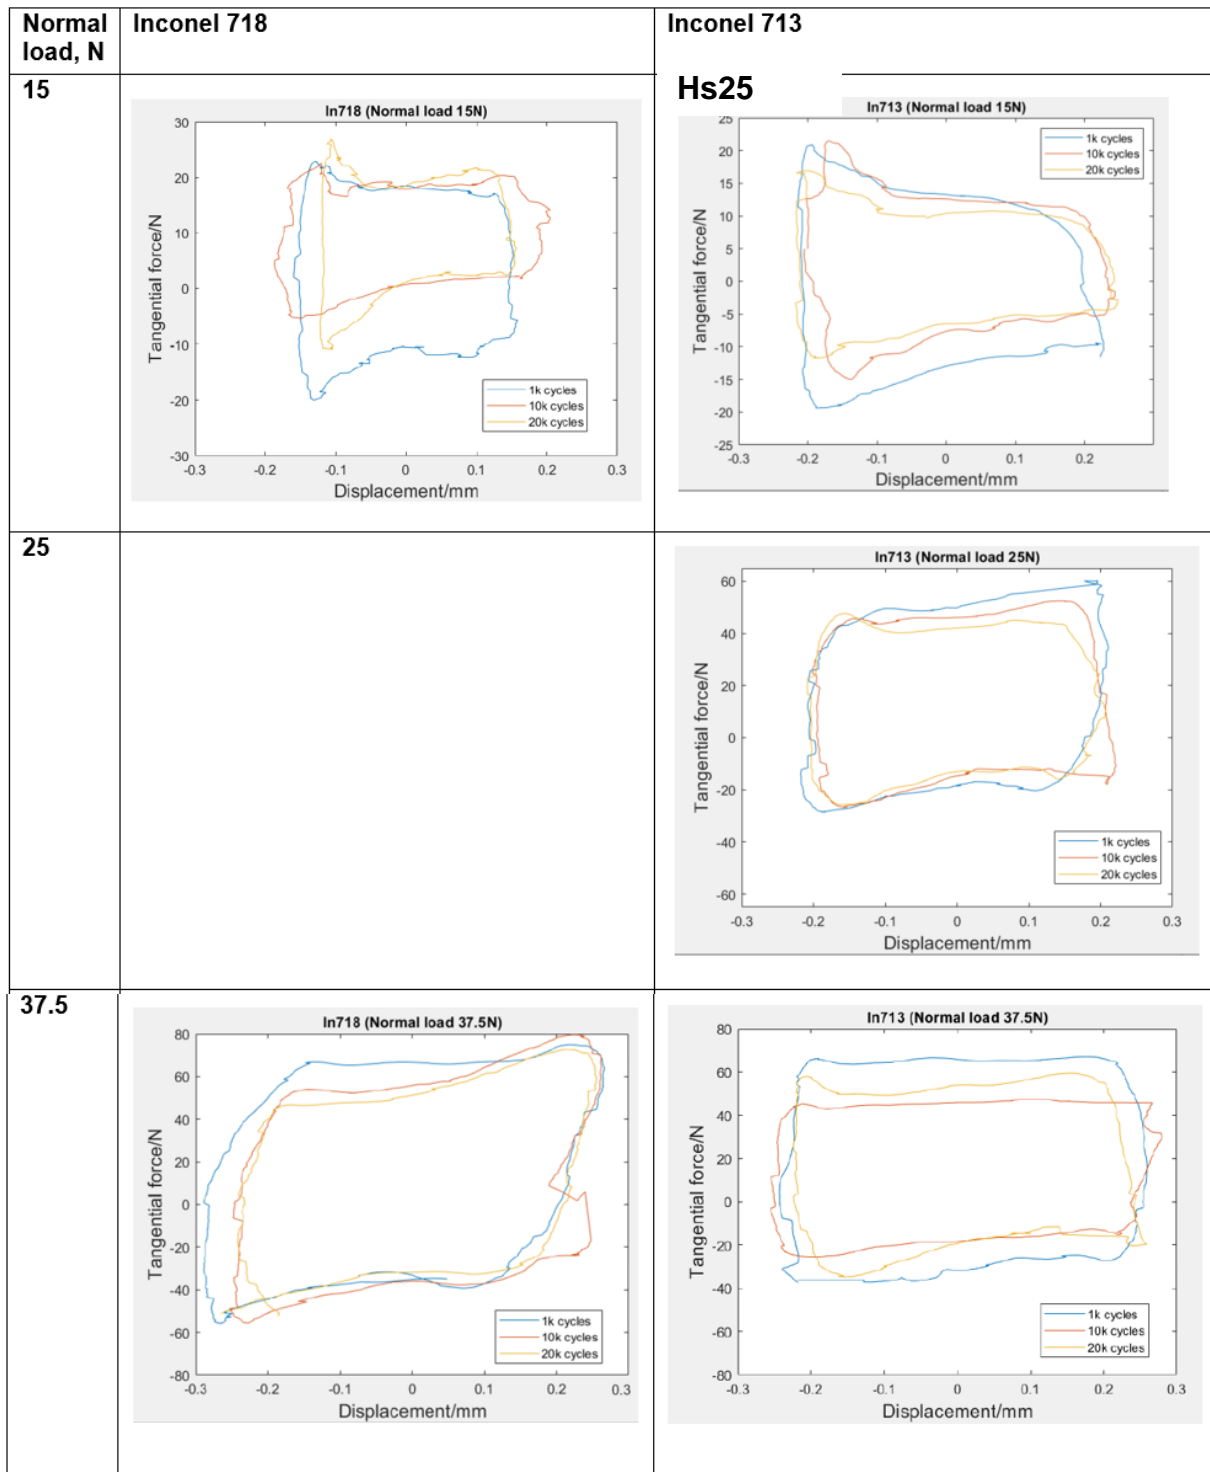 Normal load, N
Inconel 718
Inconel 713
15
In718 (Normal load 15N)
30
20
10
0
-10
-20
-30
-0.3 -0.2 -0.1 0 0.1 0.2 0.3
Tangential force/N
Displacement/mm
1k cycles
10k cycles
20k cycles
Hs25
In713 (Normal load 15N)
25
20
15
10
5
0
-5
-10
-15
-20
-25
-0.3 -0.2 -0.1 0 0.1 0.2
Tangential force/N
Displacement/mm
1k cycles
10k cycles
20k cycles
25
In713 (Normal load 25N)
60
40
20
0
-20
-40
-60
-0.3 -0.2 -0.1 0 0.1 0.2 0.3
Tangential force/N
Displacement/mm
1k cycles
10k cycles
20k cycles
37.5
In718 (Normal load 37.5N)
80
60
40
20
0
-20
-40
-60
-80
-0.3 -0.2 -0.1 0 0.1 0.2 0.3
Tangential force/N
Displacement/mm
1k cycles
10k cycles
20k cycles
In713 (Normal load 37.5N)
80
60
40
20
0
-20
-40
-60
-80
-0.3 -0.2 -0.1 0 0.1 0.2 0.3
Tangential force/N
Displacement/mm
1k cycles
10k cycles
20k cycles